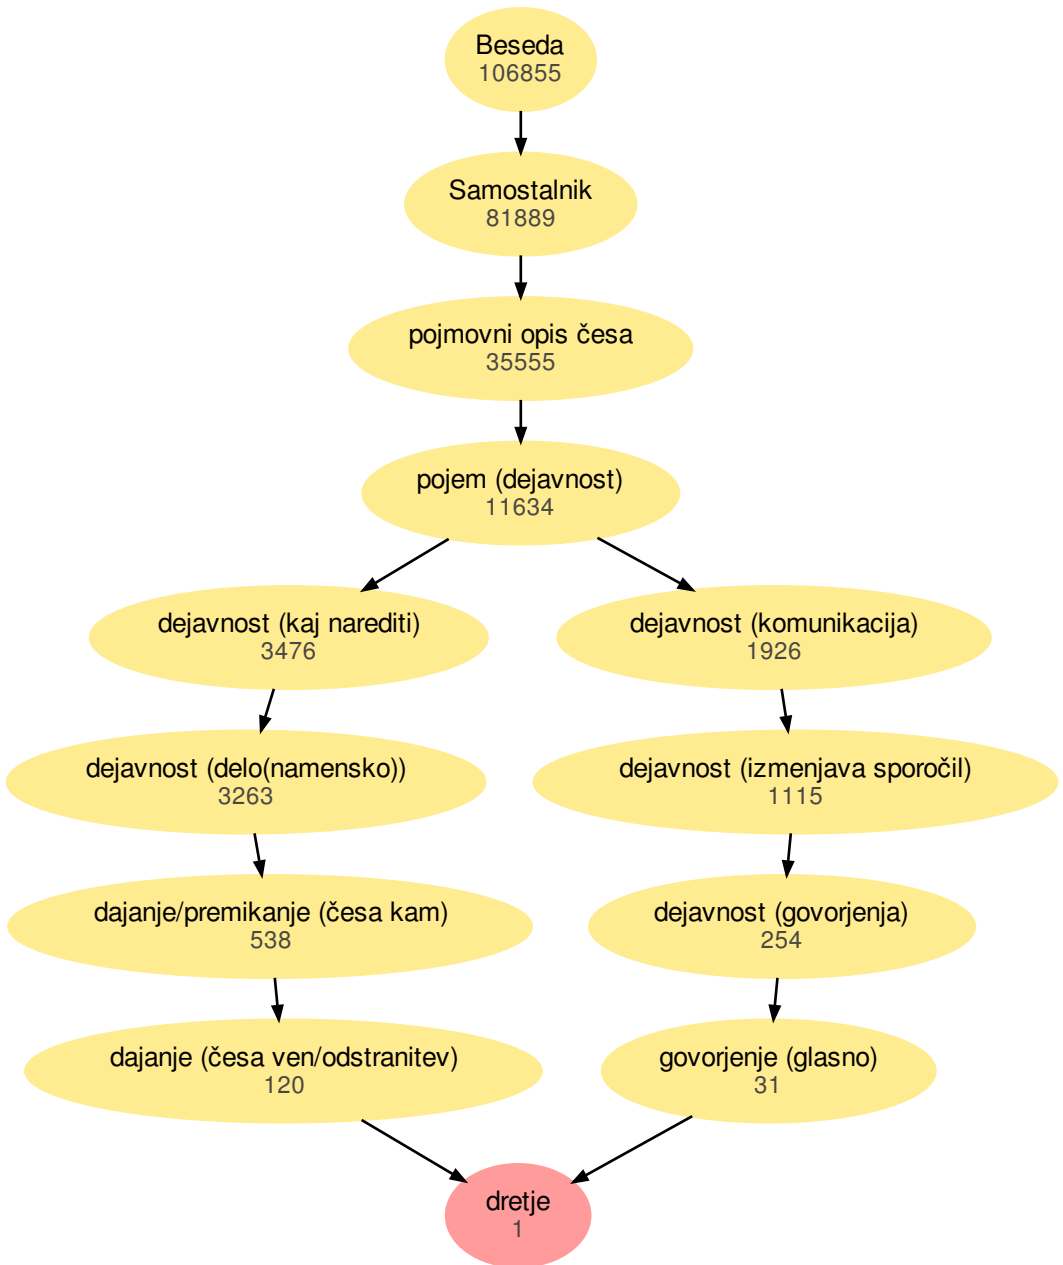 Beseda
106855
Samostalnik
81889
pojmovni opis česa
35555
pojem (dejavnost)
11634
dejavnost (kaj narediti)
3476
dejavnost (komunikacija)
1926
dejavnost (delo(namensko))
3263
dejavnost (izmenjava sporočil)
1115
dajanje/premikanje (česa kam)
538
dejavnost (govorjenja)
254
dajanje (česa ven/odstranitev)
120
govorjenje (glasno)
31
dretje
1